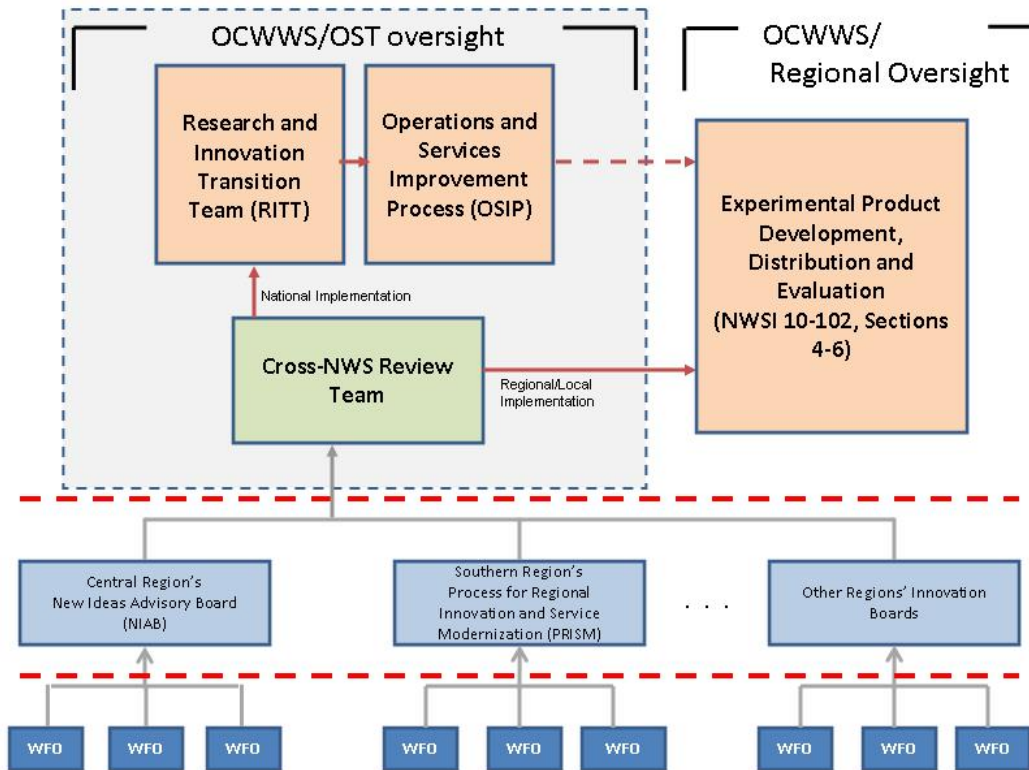 OCWWS/OST oversight
OCWWS/
Regional Oversight
Research and
Innovation
Transition
Team (RITT)
Operations and
Services
Improvement
Process (OSIP)
Experimental Product
Development,
Distribution and
Evaluation
(NWSI 10-102, Sections
4-6)
National Implementation
Cross-NWS Review
Team
Regional/Local
Implementation
Central Region's
New Ideas Advisory Board
(NIAB)
Southern Region's
Process for Regional
Innovation and Service
Modernization (PRISM)
. . .
Other Regions' Innovation
Boards
WFO
WFO
WFO
WFO
WFO
WFO
WFO
WFO
WFO